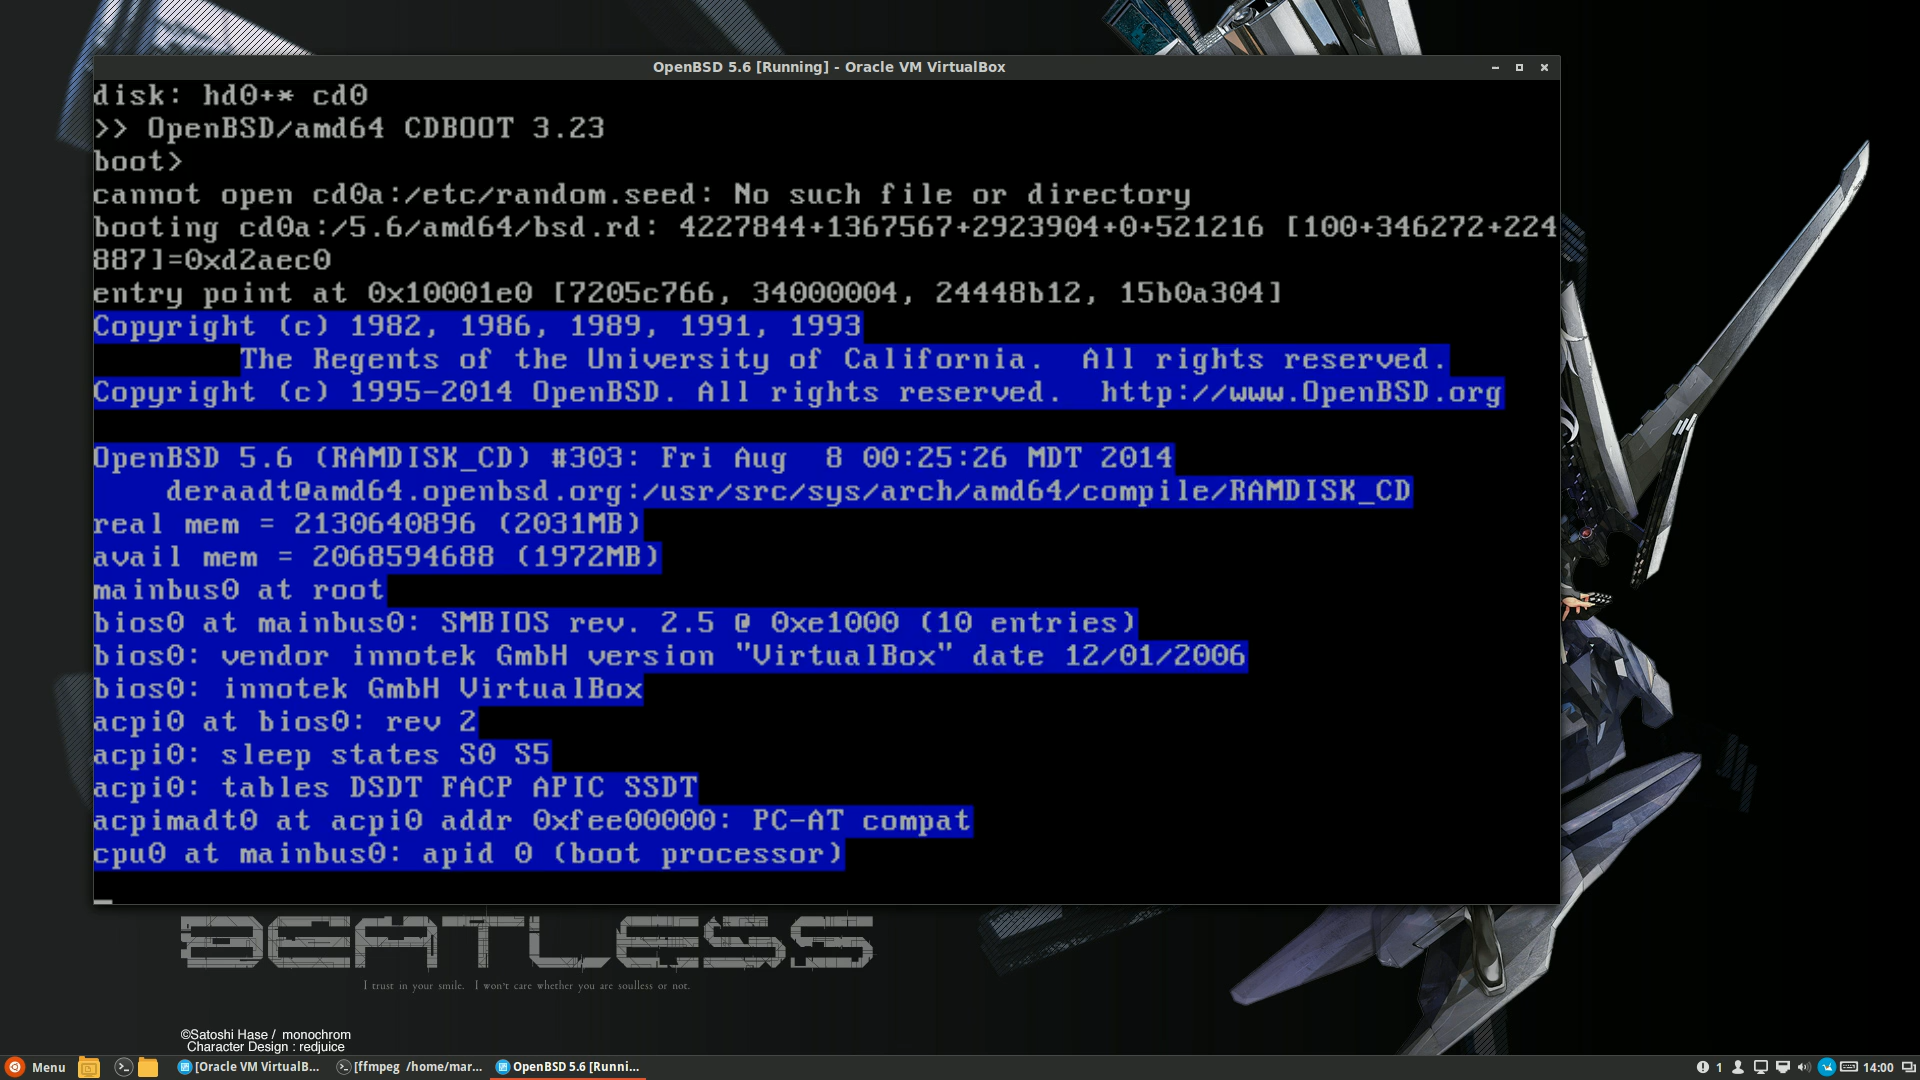 OpenBSD 5.6 [Running] - Oracle VM VirtualBox
disk: hd0+* cd0
>> OpenBSD/amd64 CDBOOT 3.23
boot>
cannot open cd0a:/etc/random.seed: No such file or directory
booting cd0a:/5.6/amd64/bsd.rd: 4227844+1367567+2923904+0+521216 [100+346272+224
887]=0xd2aec0
entry point at 0x10001e0 [7205c766, 34000004, 24448b12, 15b0a304]
Copyright (c) 1982, 1986, 1989, 1991, 1993
The Regents of the University of California.  All rights reserved.
Copyright (c) 1995-2014 OpenBSD. All rights reserved.  http://www.OpenBSD.org
OpenBSD 5.6 (RAMDISK_CD) #303: Fri Aug  8 00:25:26 MDT 2014
deraadt@amd64.openbsd.org:/usr/src/sys/arch/amd64/compile/RAMDISK_CD
real mem = 2130640896 (2031MB)
avail mem = 2068594688 (1972MB)
mainbus0 at root
bios0 at mainbus0: SMBIOS rev. 2.5 @ 0xe1000 (10 entries)
bios0: vendor innotek GmbH version "VirtualBox" date 12/01/2006
bios0: innotek GmbH VirtualBox
acpi0 at bios0: rev 2
acpi0: sleep states S0 S5
acpi0: tables DSDT FACP APIC SSDT
acpimadt0 at acpi0 addr 0xfee00000: PC-AT compat
cpu0 at mainbus0: apid 0 (boot processor)
BEATLESS
I trust in your smile. I won't care whether you are soulless or not.
©Satoshi Hase / monochrom
Character Design : redjuice
Menu
[Oracle VM VirtualB...
[ffmpeg /home/mar...
OpenBSD 5.6 [Runni...
1
14:00